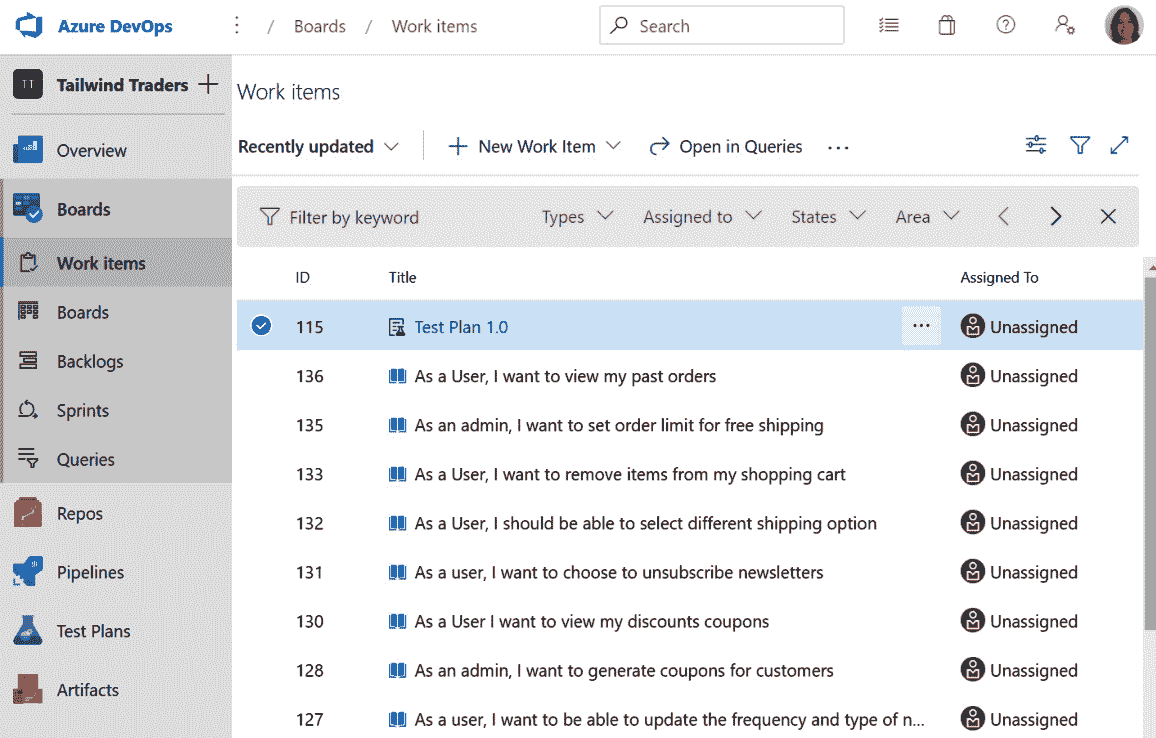 Azure DevOps / Boards / Work items Search
TT Tailwind Traders
Overview
Boards
Work items
Boards
Backlogs
Sprints
Queries
Repos
Pipelines
Test Plans
Artifacts
Work items
Recently updated New Work Item Open in Queries ...
Filter by keyword Types Assigned to States Area
ID Title Assigned To
115 Test Plan 1.0 ... Unassigned
136 As a User, I want to view my past orders Unassigned
135 As an admin, I want to set order limit for free shipping Unassigned
133 As a User, I want to remove items from my shopping cart Unassigned
132 As a User, I should be able to select different shipping option Unassigned
131 As a user, I want to choose to unsubscribe newsletters Unassigned
130 As a User I want to view my discounts coupons Unassigned
128 As an admin, I want to generate coupons for customers Unassigned
127 As a user, I want to be able to update the frequency and type of n... Unassigned